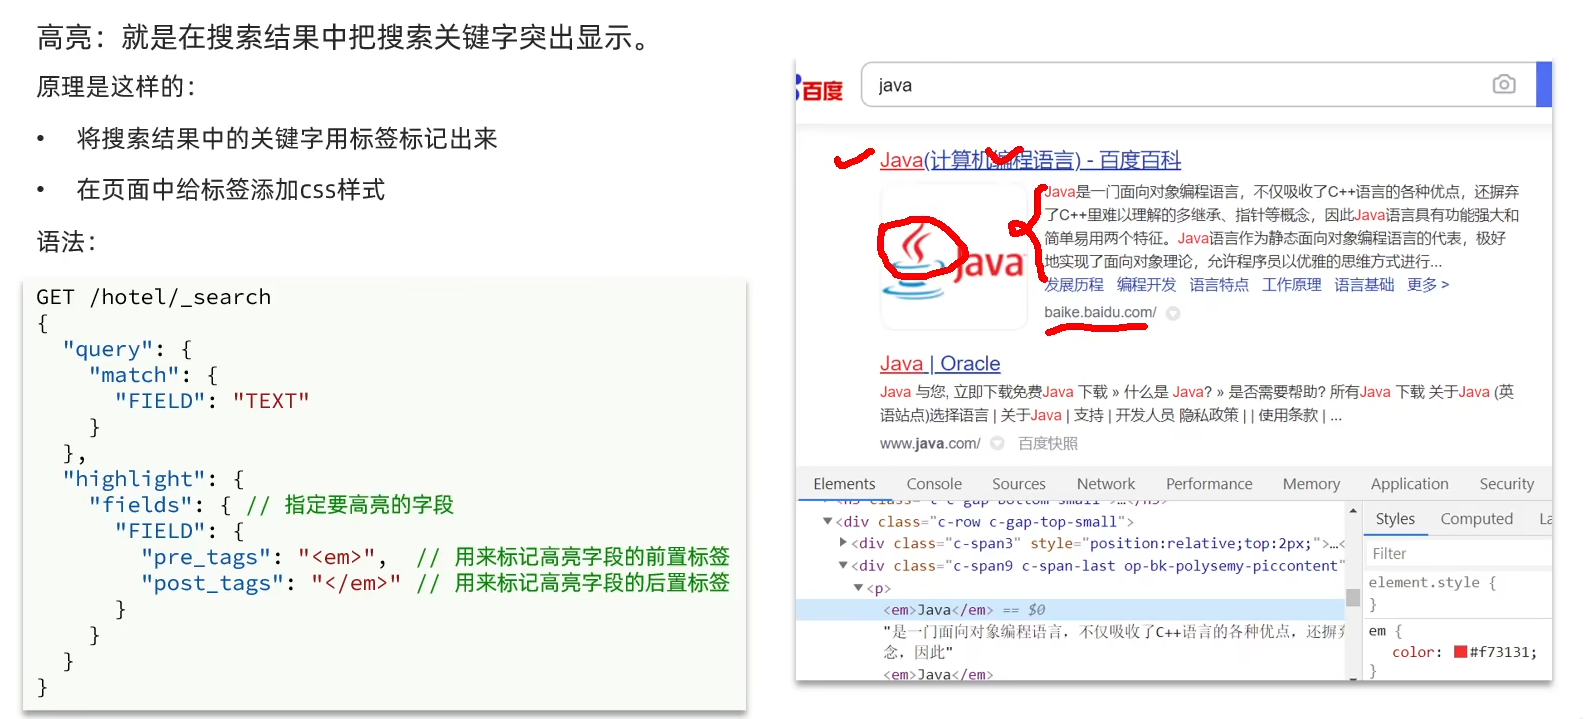 高亮：就是在搜索结果中把搜索关键字突出显示。
原理是这样的：
• 将搜索结果中的关键字用标签标记出来
• 在页面中给标签添加css样式
语法：
GET /hotel/_search
{
  "query": {
    "match": {
      "FIELD": "TEXT"
    }
  },
  "highlight": {
    "fields": { // 指定要高亮的字段
      "FIELD": {
        "pre_tags": "<em>",  // 用来标记高亮字段的前置标签
        "post_tags": "</em>" // 用来标记高亮字段的后置标签
      }
    }
  }
}
百度
java
Java(计算机编程语言) - 百度百科
Java
Java是一门面向对象编程语言，不仅吸收了C++语言的各种优点，还摒弃
了C++里难以理解的多继承、指针等概念，因此Java语言具有功能强大和
简单易用两个特征。Java语言作为静态面向对象编程语言的代表，极好
地实现了面向对象理论，允许程序员以优雅的思维方式进行...
发展历程 编程开发 语言特点 工作原理 语言基础 更多 >
baike.baidu.com/
Java | Oracle
Java 与您, 立即下载免费Java 下载 » 什么是 Java? » 是否需要帮助? 所有Java 下载 关于Java (英
语站点)选择语言 | 关于Java | 支持 | 开发人员 隐私政策 | | 使用条款 | ...
www.java.com/ 百度快照
Elements Console Sources Network Performance Memory Application Security
▼<div class="c-row c-gap-top-small">
▶<div class="c-span3" style="position:relative;top:2px;">…<
▼<div class="c-span9 c-span-last op-bk-polysemy-piccontent"
▼<p>
<em>Java</em> == $0
"是一门面向对象编程语言，不仅吸收了C++语言的各种优点，还摒弃
念，因此"
<em>Java</em>
Styles Computed La
Filter
element.style {
}
em {
color: #f73131;
}